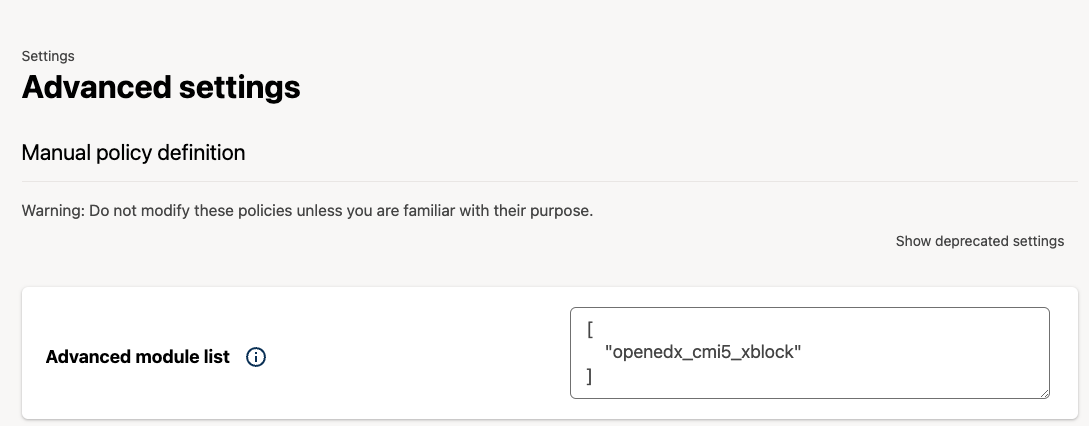 Settings
Advanced settings
Manual policy definition
Warning: Do not modify these policies unless you are familiar with their purpose.
Show deprecated settings
Advanced module list
[
"openedx_cmi5_xblock"
]